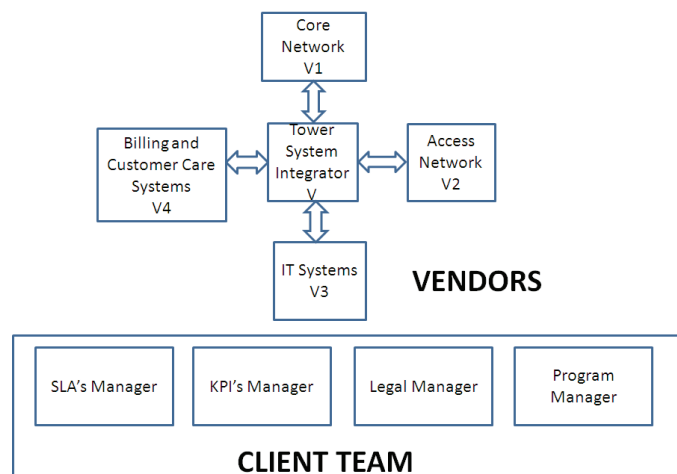 Core
Network
V1
Tower
System
Integrator
V
Billing and
Customer Care
Systems
V4
Access
Network
V2
IT Systems
V3
VENDORS
SLA's Manager
KPI's Manager
Legal Manager
Program
Manager
CLIENT TEAM